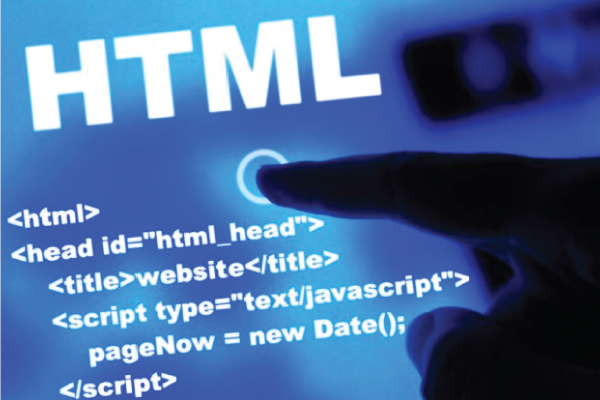 HTML
<html>
<head id="html_head">
<title>website</title>
<script type="text/javascript">
pageNow = new Date();
</script>